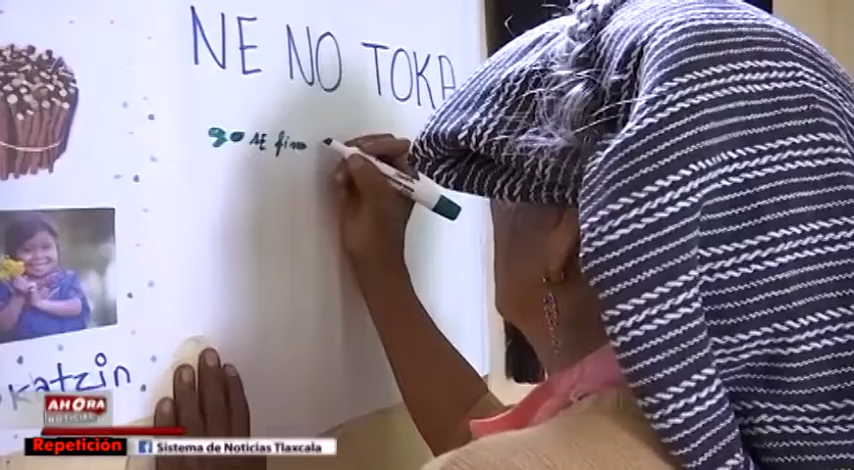 NE NO TOKA
katzin
AHORA
NOTICIAS
Repetición
Sistema de Noticias Tlaxcala